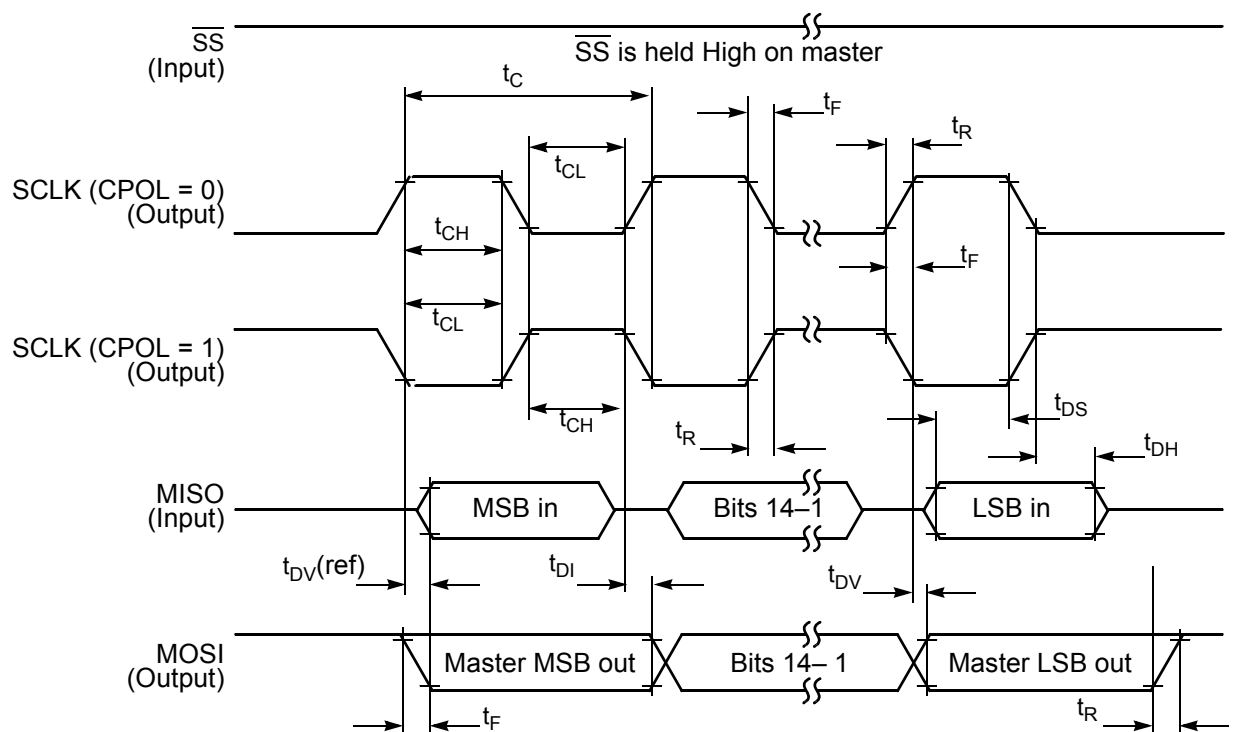 SS
(Input)
SS is held High on master
tC
tF
tR
tCL
SCLK (CPOL = 0)
(Output)
tCH
tF
tCL
SCLK (CPOL = 1)
(Output)
tCH
tR
tDS
tDH
MISO
(Input)
MSB in
Bits 14–1
LSB in
tDV(ref)
tDI
tDV
MOSI
(Output)
Master MSB out
Bits 14– 1
Master LSB out
tF
tR